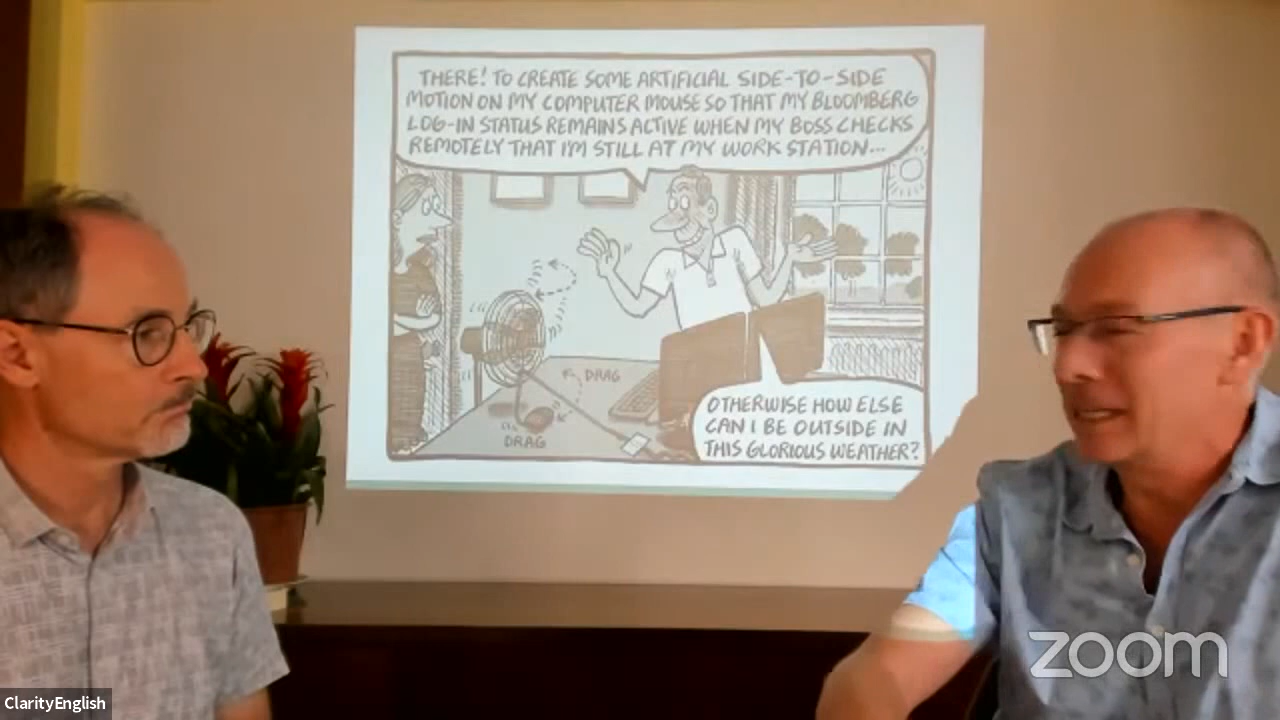 THERE! TO CREATE SOME ARTIFICIAL SIDE-TO-SIDE
MOTION ON MY COMPUTER MOUSE SO THAT MY BLOOMBERG
LOG-IN STATUS REMAINS ACTIVE WHEN MY BOSS CHECKS
REMOTELY THAT I'M STILL AT MY WORK STATION...
DRAG
DRAG
OTHERWISE HOW ELSE
CAN I BE OUTSIDE IN
THIS GLORIOUS WEATHER?
zoom
ClarityEnglish